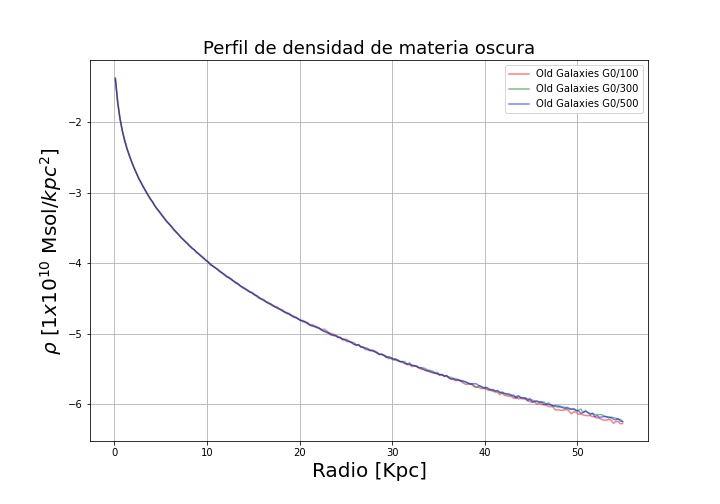 Perfil de densidad de materia oscura
Old Galaxies G0/100
Old Galaxies G0/300
Old Galaxies G0/500
ρ [1x10¹⁰ Msol/kpc²]
−2
−3
−4
−5
−6
0 10 20 30 40 50
Radio [Kpc]